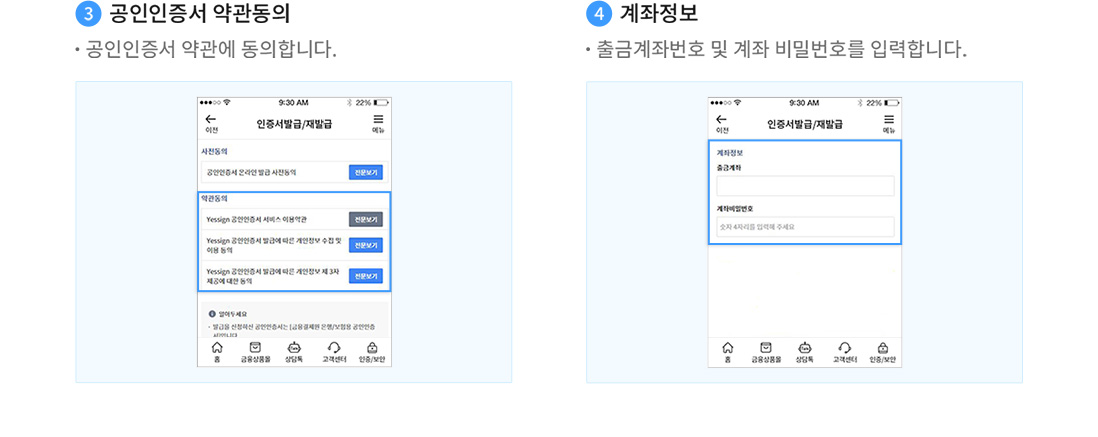 3 공인인증서 약관동의
• 공인인증서 약관에 동의합니다.
9:30 AM
22%
이전
인증서발급/재발급
메뉴
사전동의
공인인증서 온라인 발급 사전동의
전문보기
약관동의
Yessign 공인인증서 서비스 이용약관
전문보기
Yessign 공인인증서 발급에 따른 개인정보 수집 및
이용 동의
전문보기
Yessign 공인인증서 발급에 따른 개인정보 제 3자
제공에 대한 동의
전문보기
알아두세요
· 발급을 신청하신 공인인증서는 [금융결제원 은행/보험용 공인인증
홈
금융상품몰
상담톡
고객센터
인증/보안
4 계좌정보
• 출금계좌번호 및 계좌 비밀번호를 입력합니다.
9:30 AM
22%
이전
인증서발급/재발급
메뉴
계좌정보
출금계좌
계좌비밀번호
숫자 4자리를 입력해 주세요
홈
금융상품몰
상담톡
고객센터
인증/보안